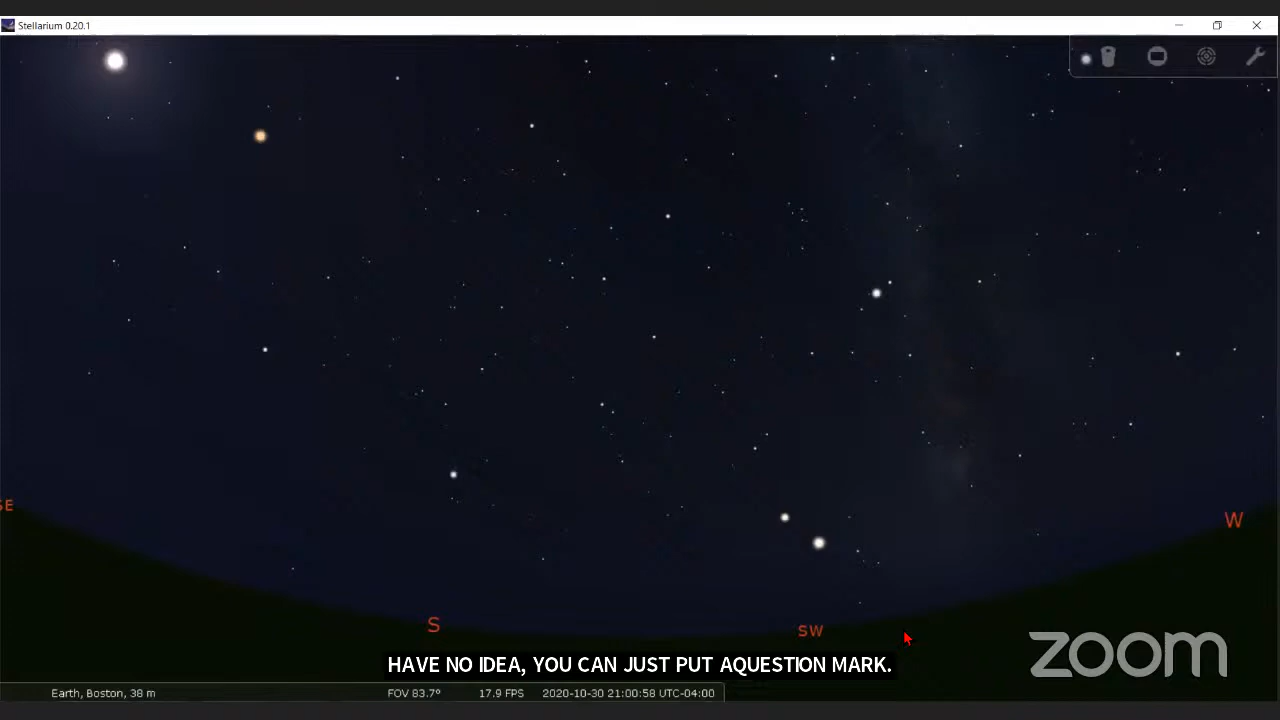 Stellarium 0.20.1
SE
W
S
SW
HAVE NO IDEA, YOU CAN JUST PUT AQUESTION MARK.
zoom
Earth, Boston, 38 m FOV 83.7° 17.9 FPS 2020-10-30 21:00:58 UTC-04:00